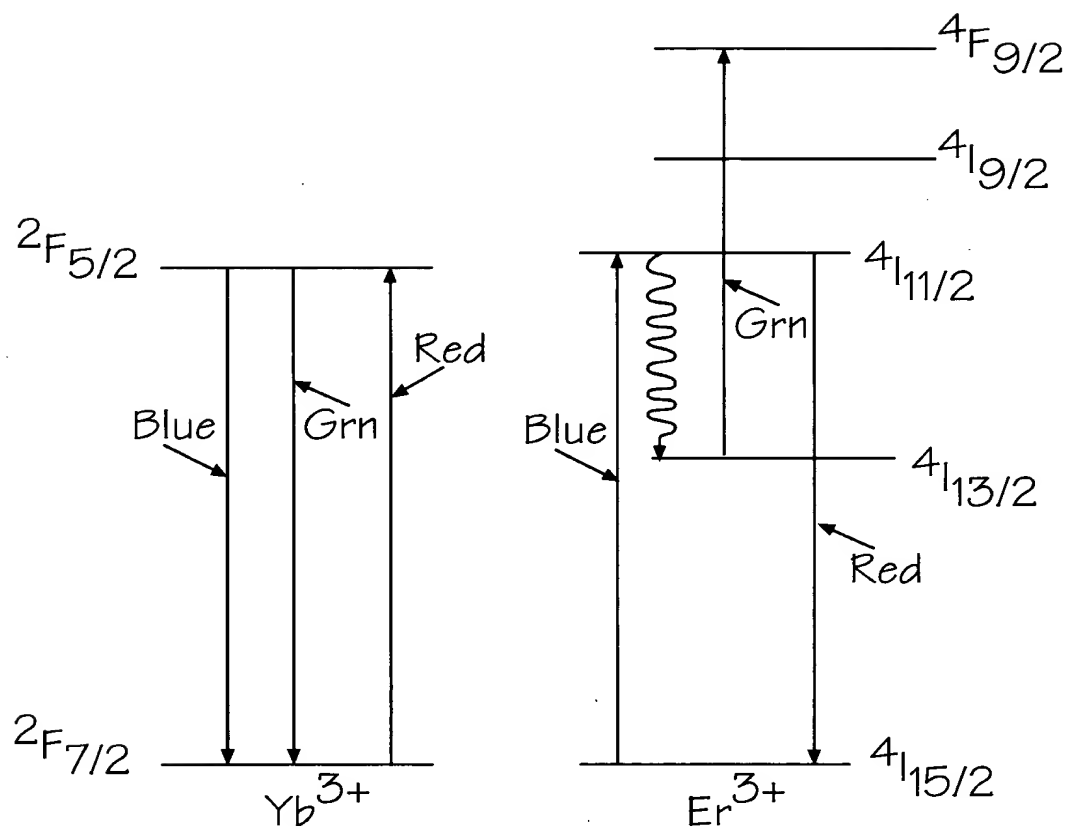 ⁴F₉/₂
⁴I₉/₂
²F₅/₂
⁴I₁₁/₂
Grn
Red
Blue
Grn
Blue
⁴I₁₃/₂
Red
²F₇/₂
⁴I₁₅/₂
Yb³⁺
Er³⁺